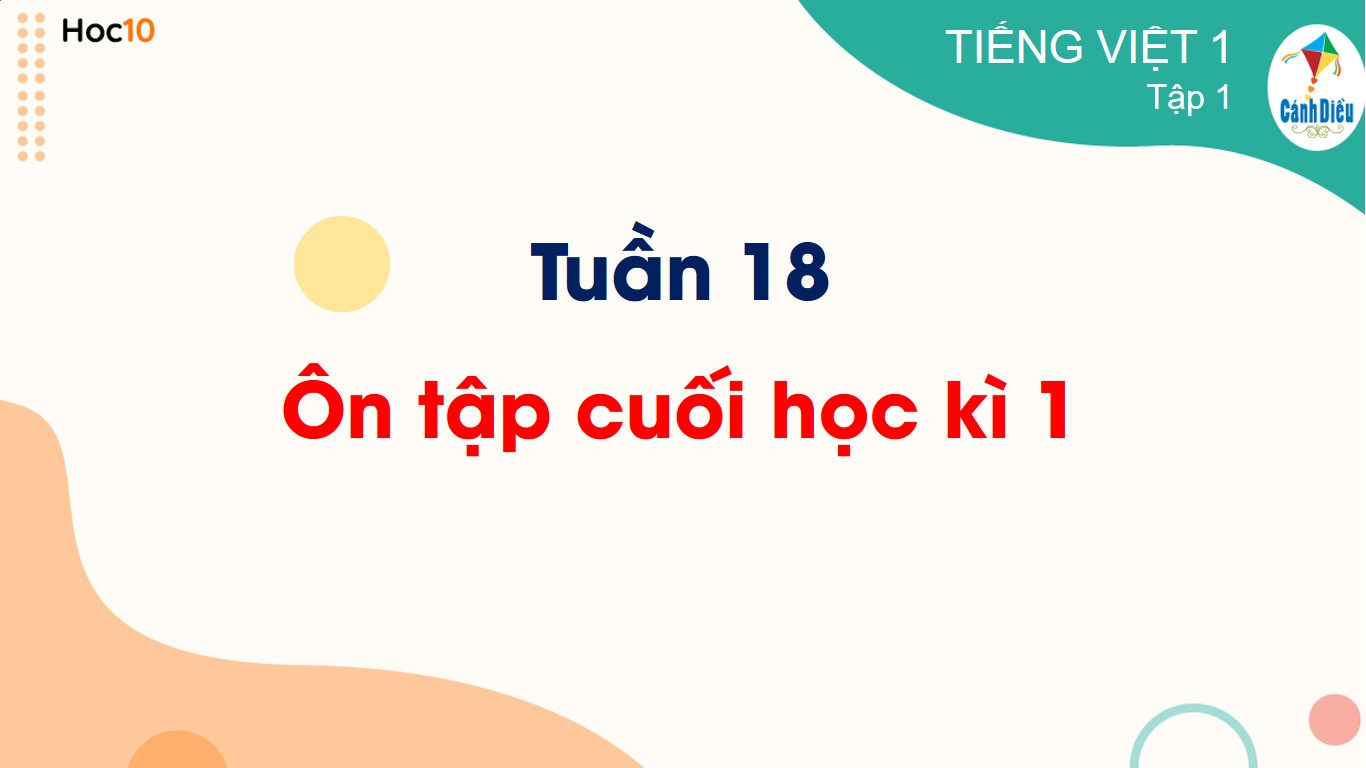 Hoc10
TIẾNG VIỆT 1
Tập 1
Cánh Diều
Tuần 18
Ôn tập cuối học kì 1